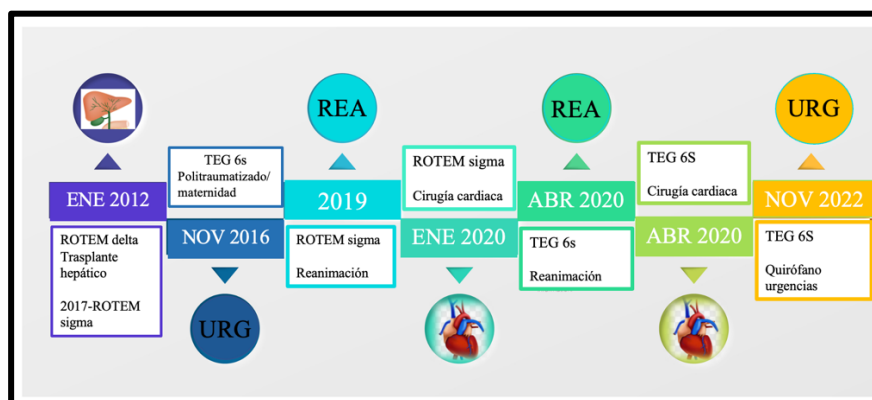 REA
REA
URG
TEG 6s
Politraumatizado/
maternidad
ROTEM sigma
Cirugía cardiaca
TEG 6S
Cirugía cardiaca
ENE 2012
2019
ABR 2020
NOV 2022
NOV 2016
ENE 2020
ABR 2020
ROTEM delta
Trasplante
hepático
2017-ROTEM
sigma
ROTEM sigma
Reanimación
TEG 6s
Reanimación
TEG 6S
Quirófano
urgencias
URG